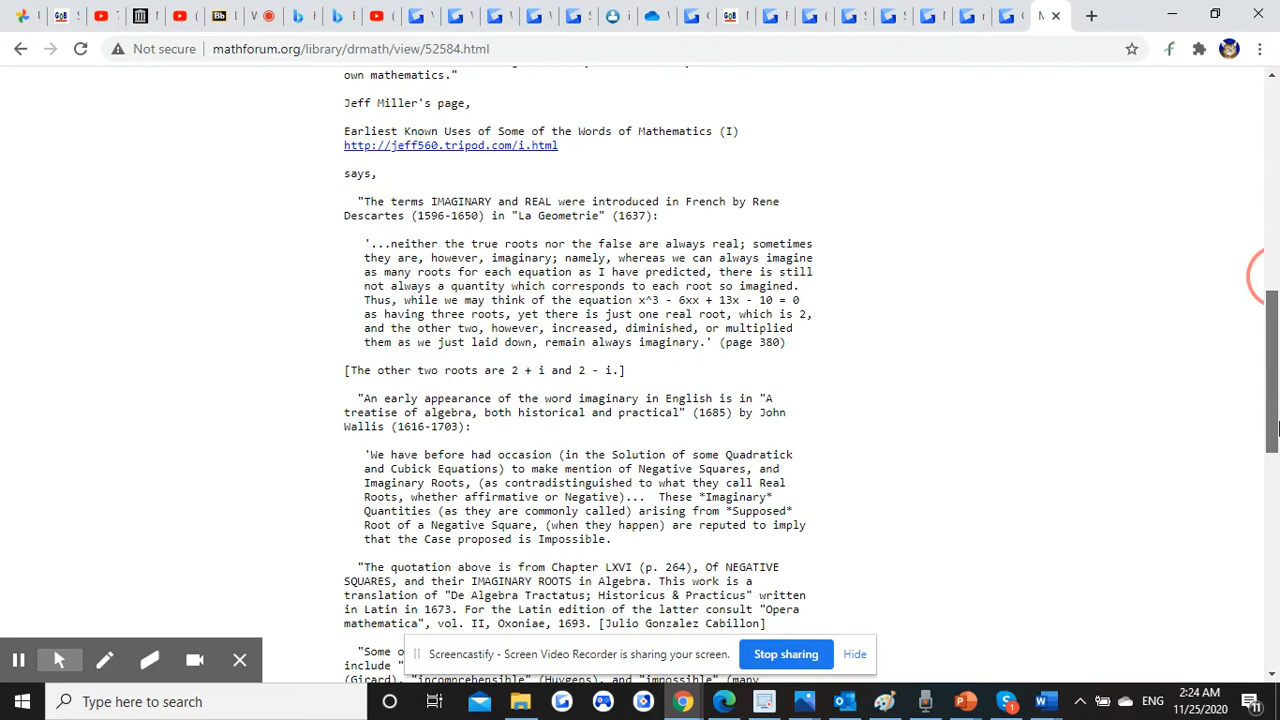 Not secure
mathforum.org/library/drmath/view/52584.html
own mathematics."
Jeff Miller's page,
Earliest Known Uses of Some of the Words of Mathematics (I)
http://jeff560.tripod.com/i.html
says,
"The terms IMAGINARY and REAL were introduced in French by Rene
Descartes (1596-1650) in "La Geometrie" (1637):
'...neither the true roots nor the false are always real; sometimes
they are, however, imaginary; namely, whereas we can always imagine
as many roots for each equation as I have predicted, there is still
not always a quantity which corresponds to each root so imagined.
Thus, while we may think of the equation x^3 - 6xx + 13x - 10 = 0
as having three roots, yet there is just one real root, which is 2,
and the other two, however, increased, diminished, or multiplied
them as we just laid down, remain always imaginary.' (page 380)
[The other two roots are 2 + i and 2 - i.]
"An early appearance of the word imaginary in English is in "A
treatise of algebra, both historical and practical" (1685) by John
Wallis (1616-1703):
'We have before had occasion (in the Solution of some Quadratick
and Cubick Equations) to make mention of Negative Squares, and
Imaginary Roots, (as contradistinguished to what they call Real
Roots, whether affirmative or Negative)... These *Imaginary*
Quantities (as they are commonly called) arising from *Supposed*
Root of a Negative Square, (when they happen) are reputed to imply
that the Case proposed is Impossible.
"The quotation above is from Chapter LXVI (p. 264), Of NEGATIVE
SQUARES, and their IMAGINARY ROOTS in Algebra. This work is a
translation of "De Algebra Tractatus; Historicus & Practicus" written
in Latin in 1673. For the Latin edition of the latter consult "Opera
mathematica", vol. II, Oxoniae, 1693. [Julio Gonzalez Cabillon]
"Some
include "
(Girard), "incomprehensible" (Huygens), and "impossible" (many
Screencastify - Screen Video Recorder is sharing your screen.
Stop sharing
Hide
Type here to search
ENG
2:24 AM
11/25/2020